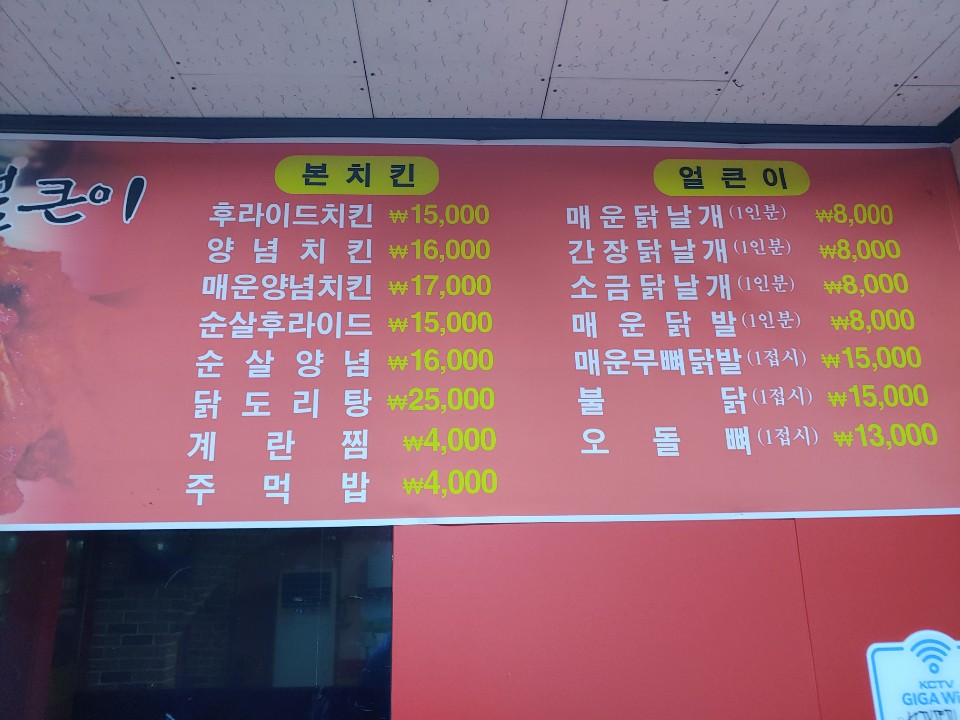 얼큰이
본치킨
후라이드치킨 ₩15,000
양념치킨 ₩16,000
매운양념치킨 ₩17,000
순살후라이드 ₩15,000
순살양념 ₩16,000
닭도리탕 ₩25,000
계란찜 ₩4,000
주먹밥 ₩4,000
얼큰이
매운닭날개(1인분) ₩8,000
간장닭날개(1인분) ₩8,000
소금닭날개(1인분) ₩8,000
매운닭발(1인분) ₩8,000
매운무뼈닭발(1접시) ₩15,000
불닭(1접시) ₩15,000
오돌뼈(1접시) ₩13,000
KCTV
GIGA Wi